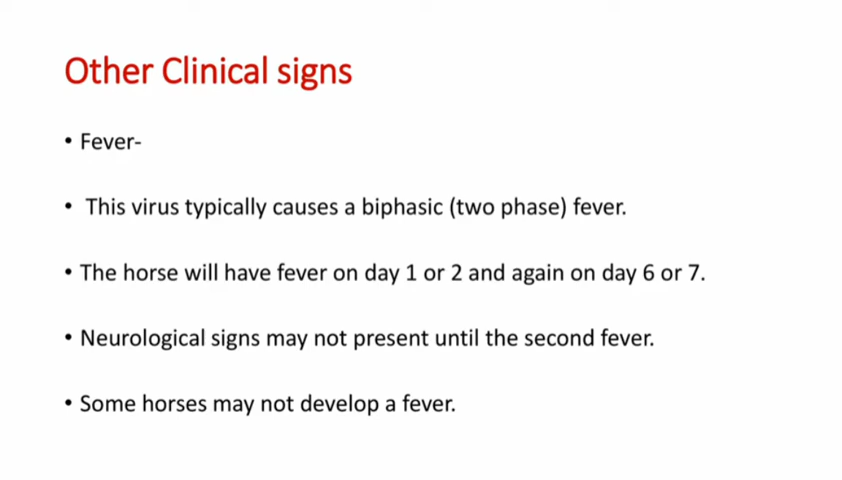 Other Clinical signs
• Fever-
• This virus typically causes a biphasic (two phase) fever.
• The horse will have fever on day 1 or 2 and again on day 6 or 7.
• Neurological signs may not present until the second fever.
• Some horses may not develop a fever.